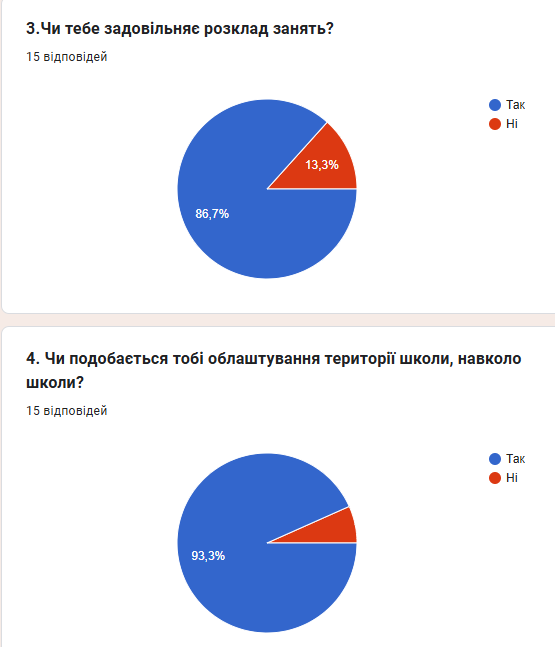 3.Чи тебе задовільняє розклад занять?
15 відповідей
Так
Ні
13,3%
86,7%
4. Чи подобається тобі облаштування території школи, навколо
школи?
15 відповідей
Так
Ні
93,3%